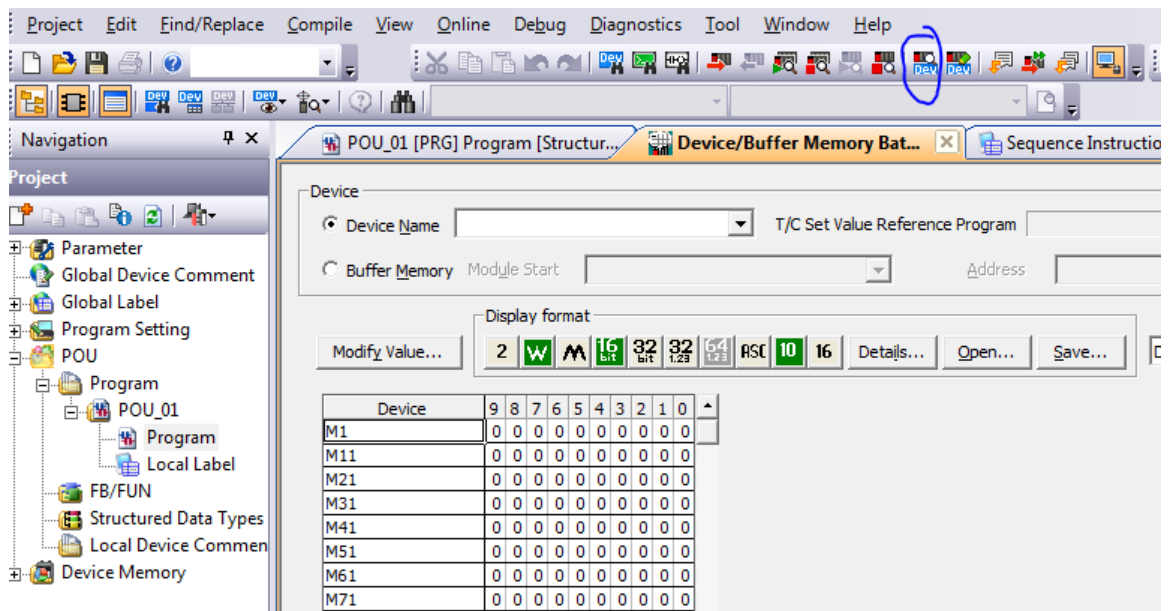 Project Edit Find/Replace Compile View Online Debug Diagnostics Tool Window Help
Navigation
POU_01 [PRG] Program [Structur...
Device/Buffer Memory Bat...
Sequence Instructio
Project
Parameter
Global Device Comment
Global Label
Program Setting
POU
Program
POU_01
Program
Local Label
FB/FUN
Structured Data Types
Local Device Commen
Device Memory
Device
Device Name
T/C Set Value Reference Program
Buffer Memory
Module Start
Address
Display format
Modify Value...
2 W M 16 bit 32 bit 32 1.23 64 1.23 ASC 10 16 Details... Open... Save...
Device 9 8 7 6 5 4 3 2 1 0
M1 0 0 0 0 0 0 0 0 0 0
M11 0 0 0 0 0 0 0 0 0 0
M21 0 0 0 0 0 0 0 0 0 0
M31 0 0 0 0 0 0 0 0 0 0
M41 0 0 0 0 0 0 0 0 0 0
M51 0 0 0 0 0 0 0 0 0 0
M61 0 0 0 0 0 0 0 0 0 0
M71 0 0 0 0 0 0 0 0 0 0